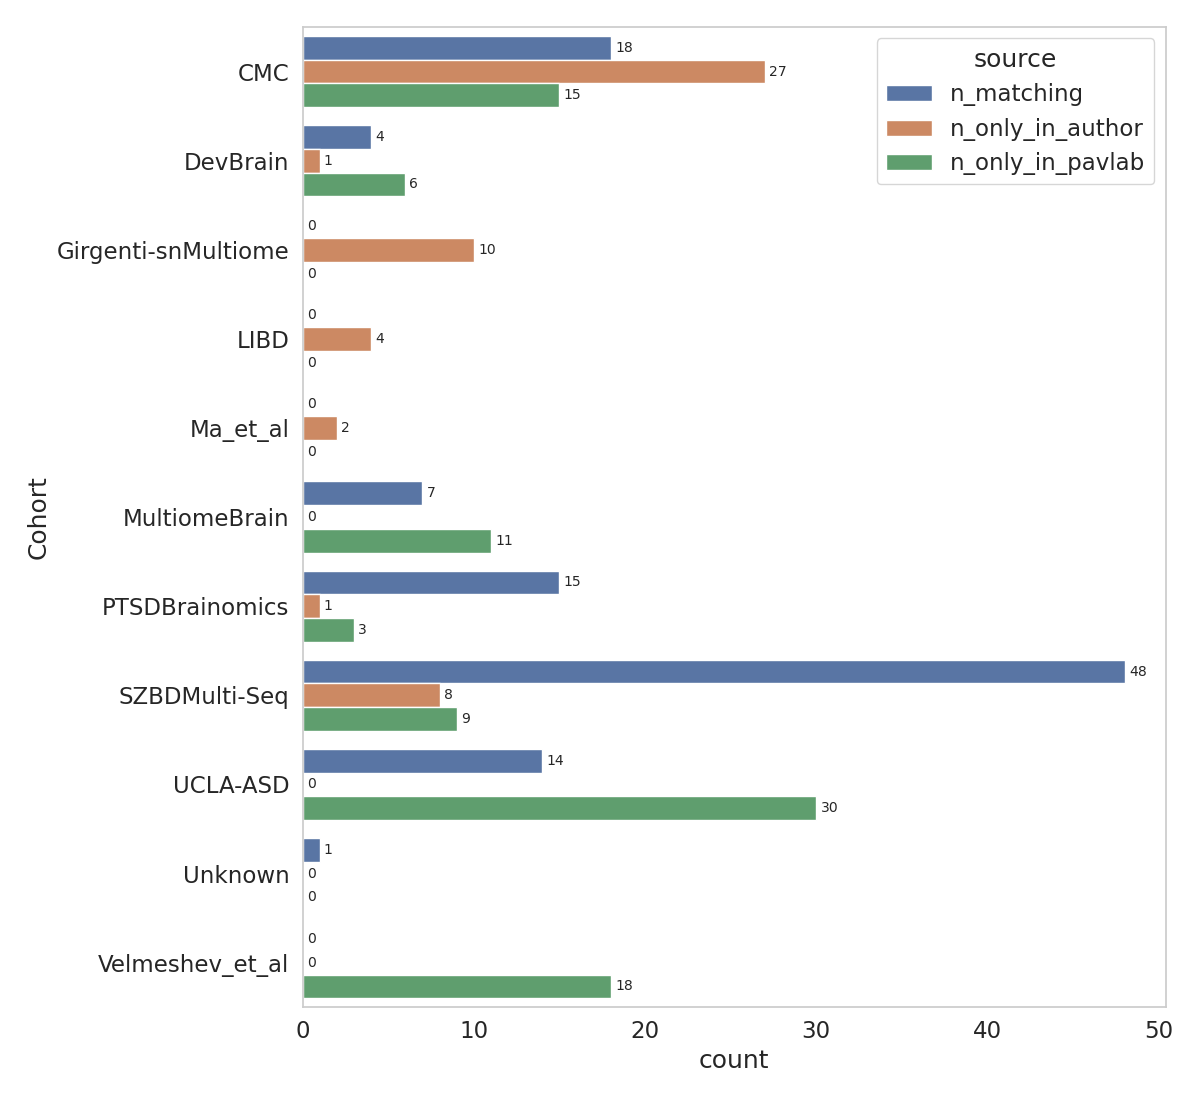 source
n_matching
n_only_in_author
n_only_in_pavlab
CMC
18
27
15
DevBrain
4
1
6
Girgenti-snMultiome
0
10
0
LIBD
0
4
0
Ma_et_al
0
2
0
MultiomeBrain
7
0
11
PTSDBrainomics
15
1
3
SZBDMulti-Seq
48
8
9
UCLA-ASD
14
0
30
Unknown
1
0
0
Velmeshev_et_al
0
0
18
Cohort
0 10 20 30 40 50
count